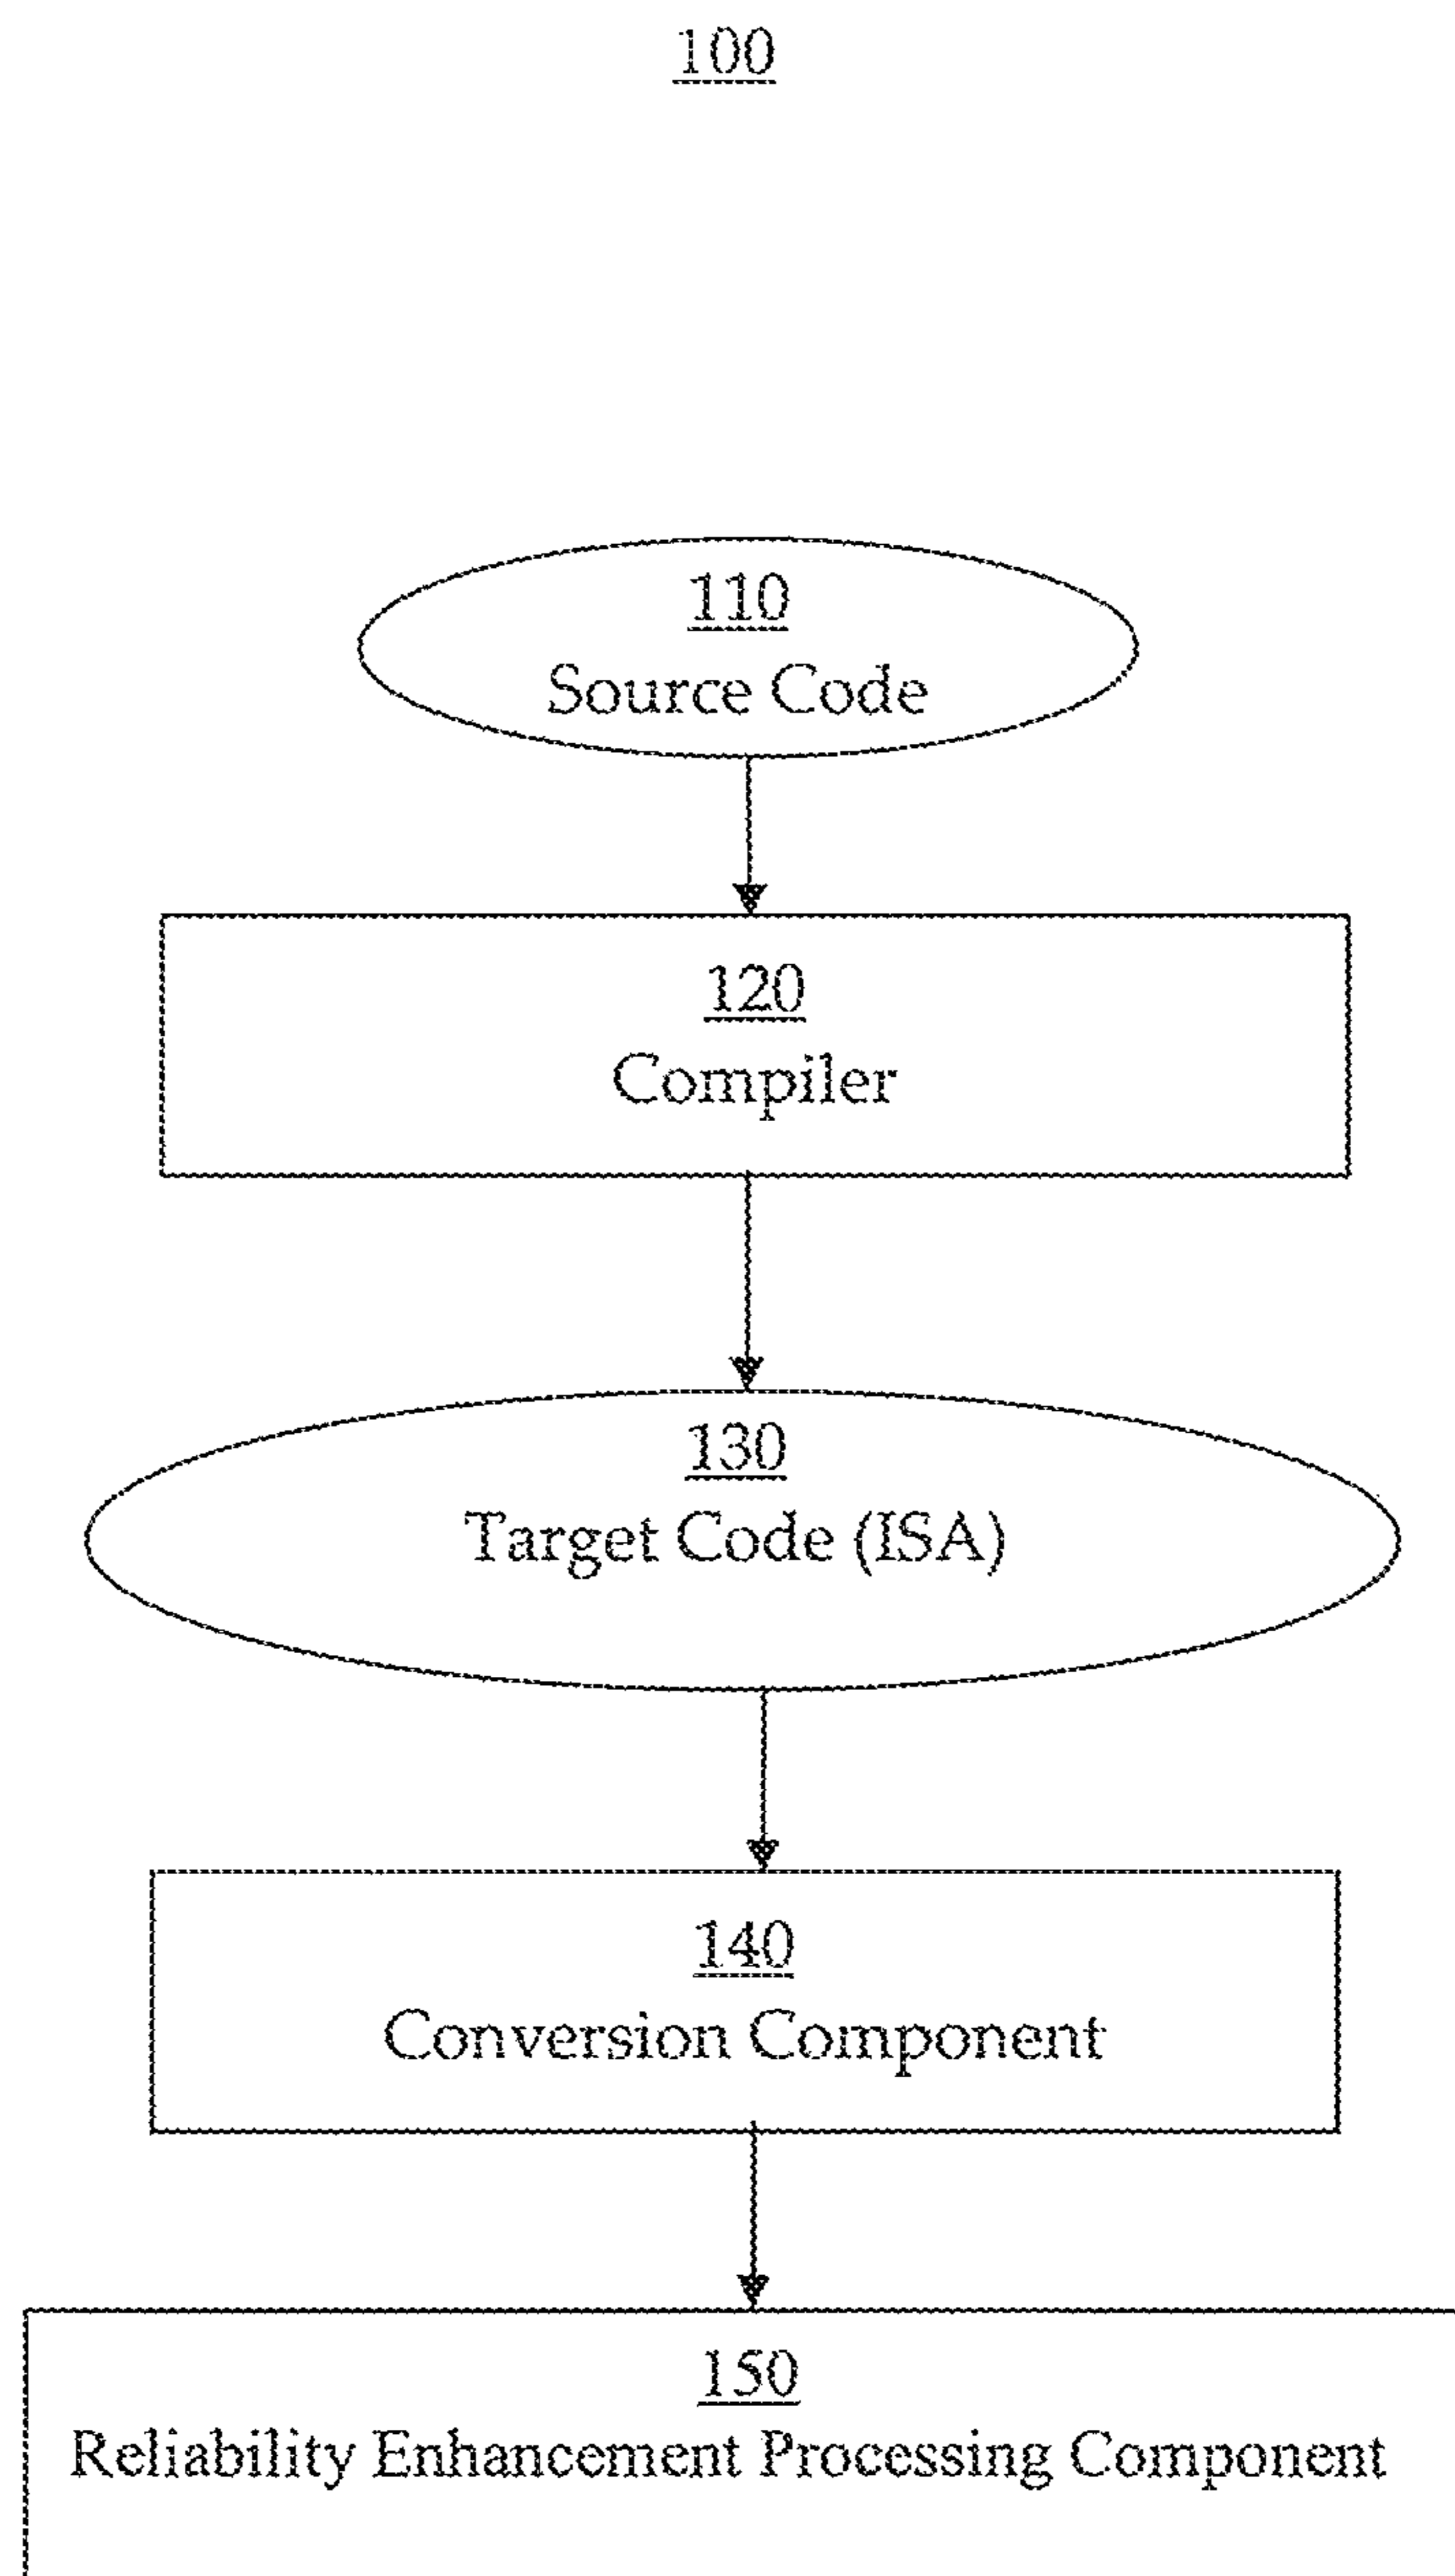 100
110
Source Code
120
Compiler
130
Target Code (ISA)
140
Conversion Component
150
Reliability Enhancement Processing Component